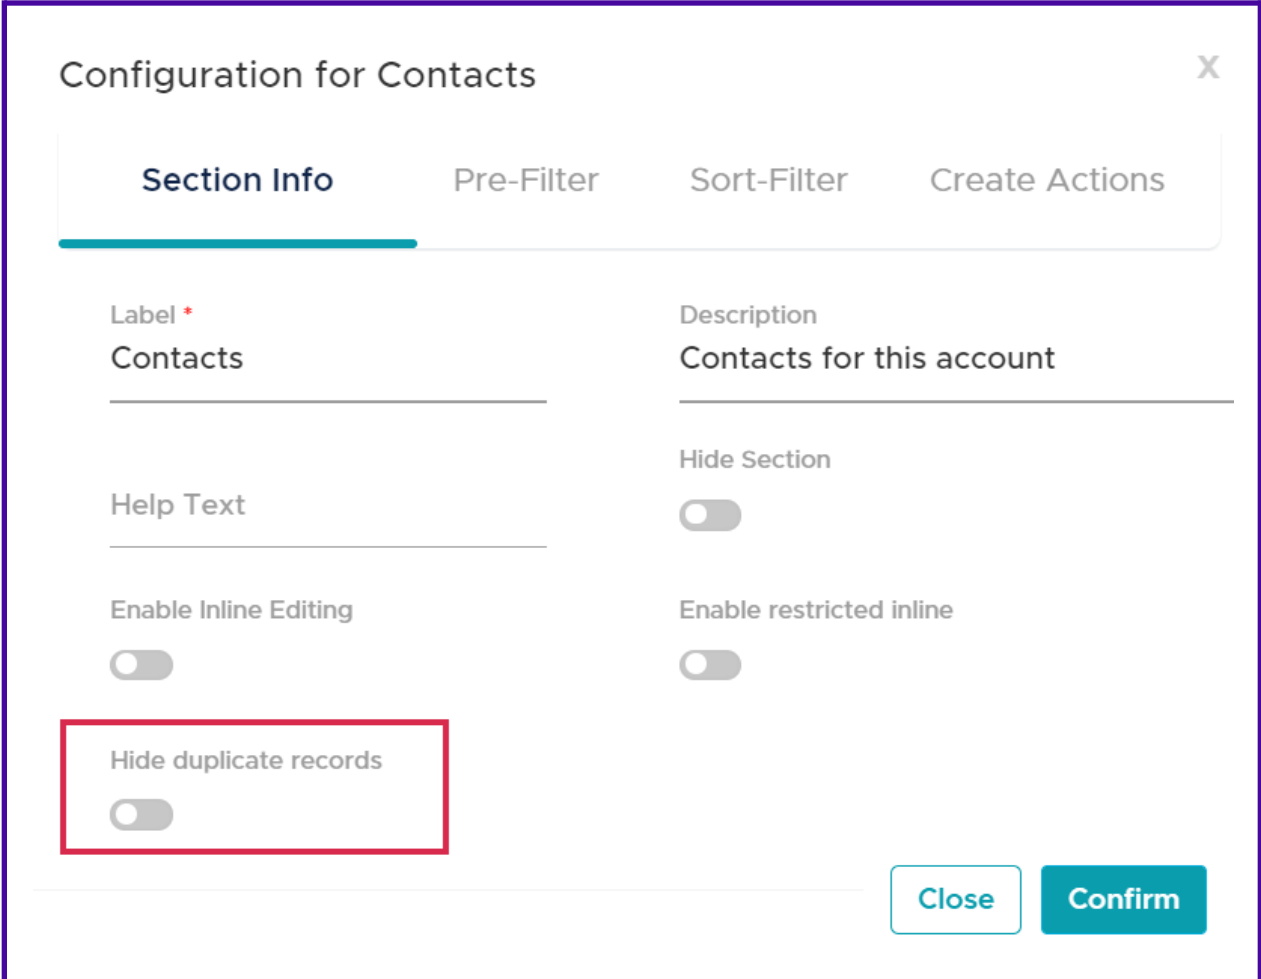 Configuration for Contacts
X
Section Info
Pre-Filter
Sort-Filter
Create Actions
Label *
Contacts
Description
Contacts for this account
Help Text
Hide Section
Enable Inline Editing
Enable restricted inline
Hide duplicate records
Close
Confirm